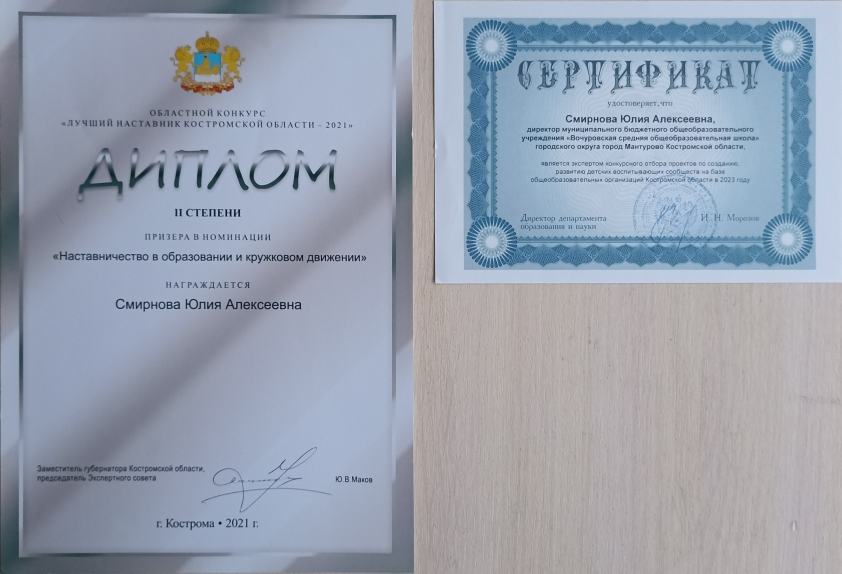 ОБЛАСТНОЙ КОНКУРС
«ЛУЧШИЙ НАСТАВНИК КОСТРОМСКОЙ ОБЛАСТИ – 2021»
ДИПЛОМ
II СТЕПЕНИ
ПРИЗЕРА В НОМИНАЦИИ
«Наставничество в образовании и кружковом движении»
НАГРАЖДАЕТСЯ
Смирнова Юлия Алексеевна
Заместитель губернатора Костромской области,
председатель Экспертного совета
Ю.В.Маков
г. Кострома • 2021 г.
СЕРТИФИКАТ
удостоверяет, что
Смирнова Юлия Алексеевна,
директор муниципального бюджетного общеобразовательного
учреждения «Вочуровская средняя общеобразовательная школа»
городского округа город Мантурово Костромской области,
является экспертом конкурсного отбора проектов по созданию,
развитию детских воспитывающих сообществ на базе
общеобразовательных организаций Костромской области в 2023 году
Директор департамента
образования и науки
И. Н. Морозов